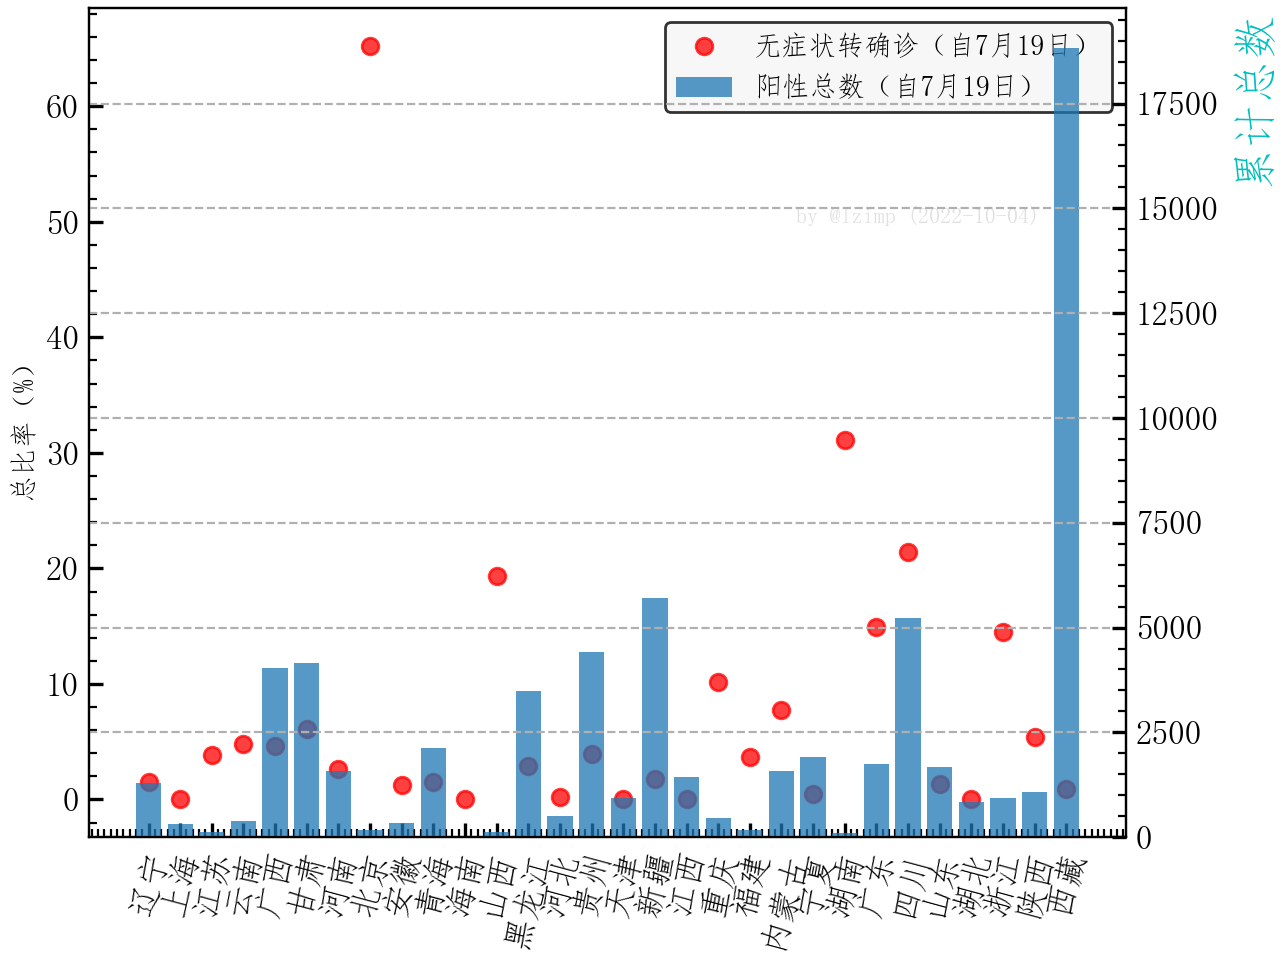 无症状转确诊（自7月19日）
阳性总数（自7月19日）
累计总数
by @lzimp (2022-10-04)
总比率 (%)
60
50
40
30
20
10
0
17500
15000
12500
10000
7500
5000
2500
0
辽宁
上海
江苏
云南
广西
甘肃
河南
北京
安徽
青海
海南
山西
黑龙江
河北
贵州
天津
新疆
江西
重庆
福建
内蒙古
宁夏
湖南
广东
四川
山东
湖北
浙江
陕西
西藏